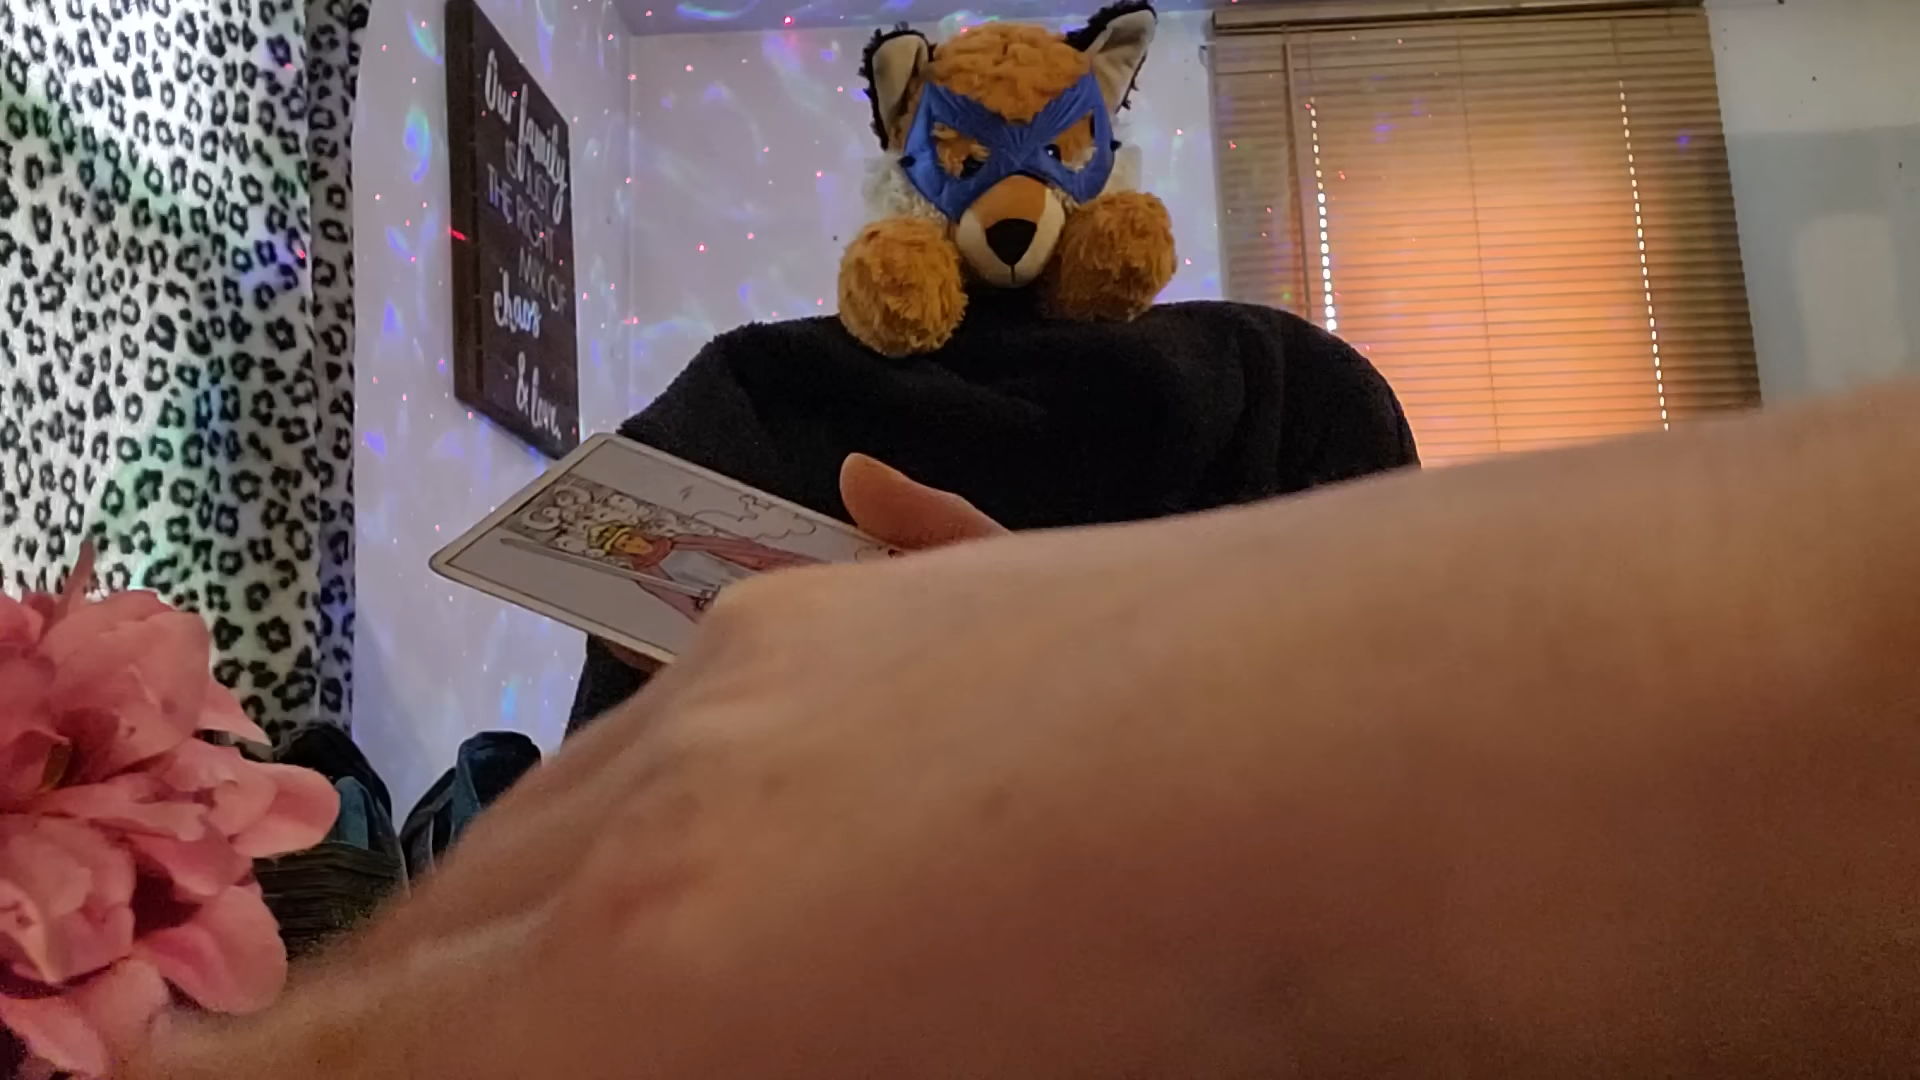 Our family
IS JUST
THE RIGHT
MIX OF
chaos
& love.